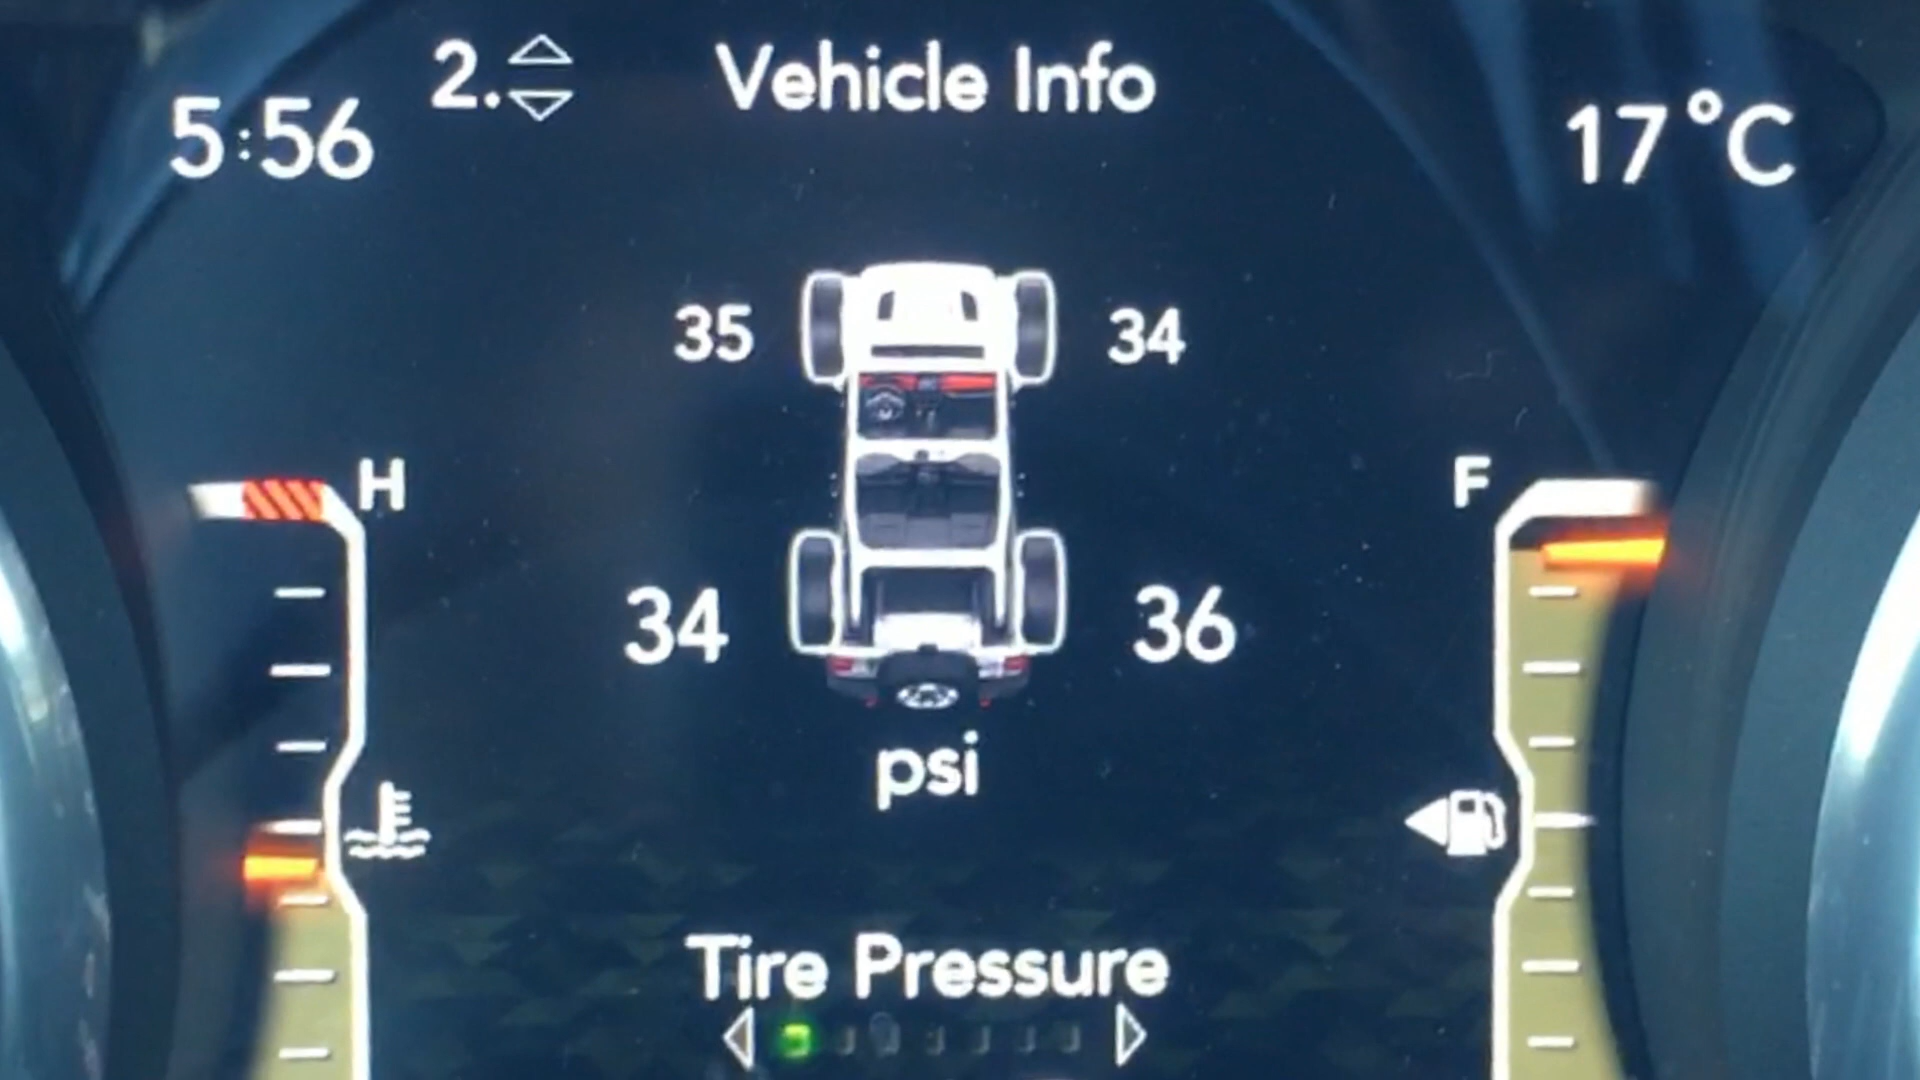 2. Vehicle Info
5:56 17°C
35 34
H F
34 36
psi
Tire Pressure